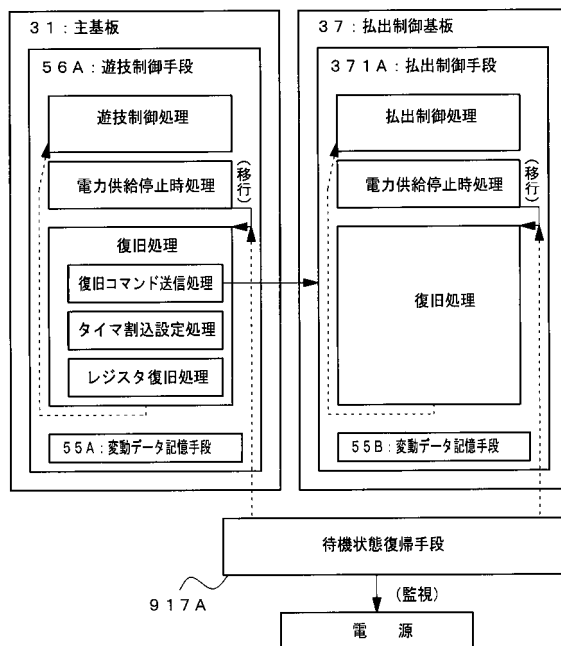 ３１：主基板
５６Ａ：遊技制御手段
遊技制御処理
電力供給停止時処理
（移行）
復旧処理
復旧コマンド送信処理
タイマ割込設定処理
レジスタ復旧処理
５５Ａ：変動データ記憶手段
３７：払出制御基板
３７１Ａ：払出制御手段
払出制御処理
電力供給停止時処理
（移行）
復旧処理
５５Ｂ：変動データ記憶手段
待機状態復帰手段
９１７Ａ
（監視）
電　源